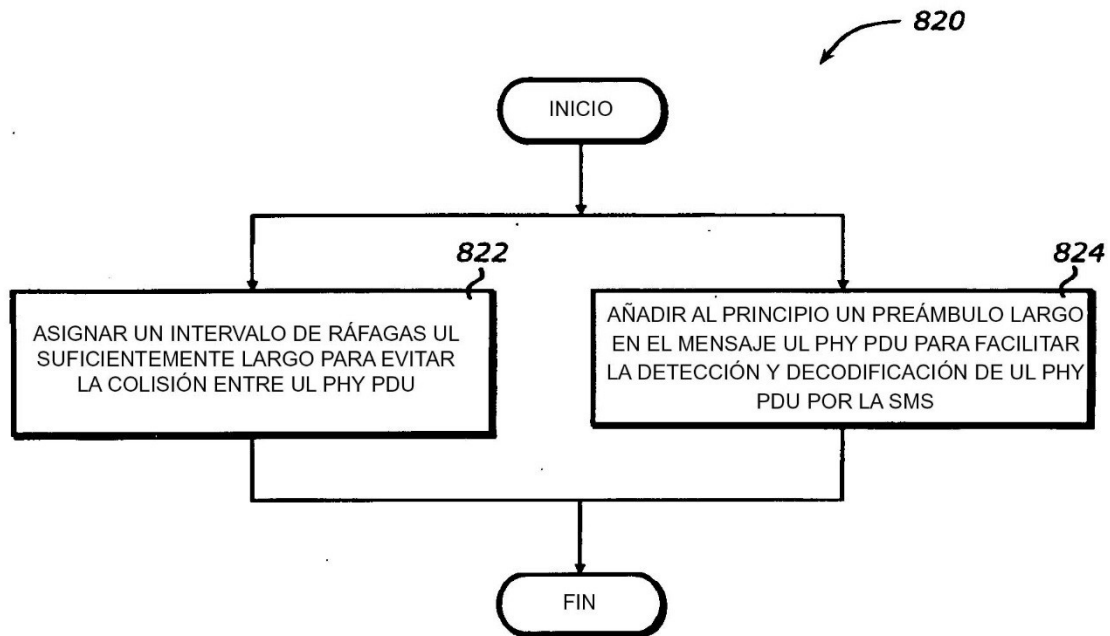 820
INICIO
822
ASIGNAR UN INTERVALO DE RÁFAGAS UL
SUFICIENTEMENTE LARGO PARA EVITAR
LA COLISIÓN ENTRE UL PHY PDU
824
AÑADIR AL PRINCIPIO UN PREÁMBULO LARGO
EN EL MENSAJE UL PHY PDU PARA FACILITAR
LA DETECCIÓN Y DECODIFICACIÓN DE UL PHY
PDU POR LA SMS
FIN